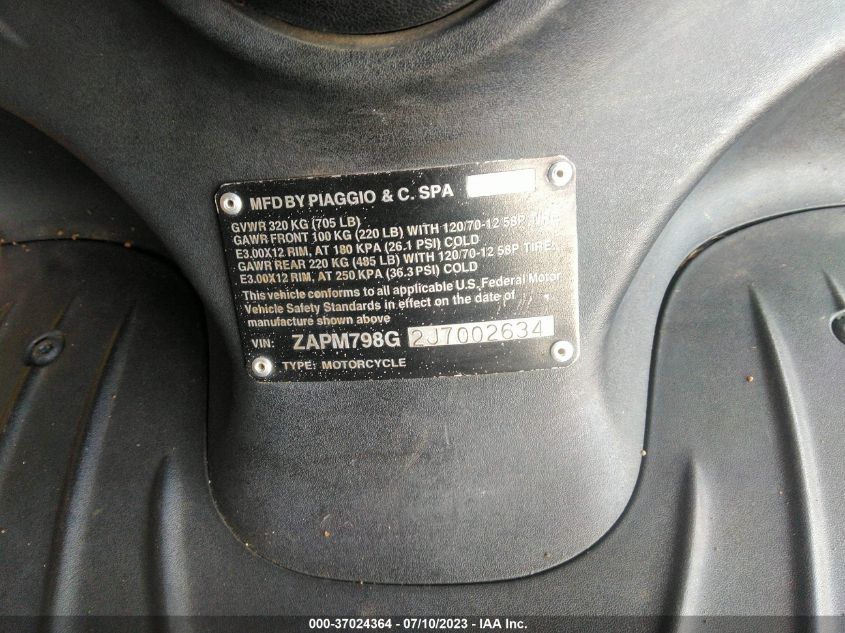 MFD BY PIAGGIO & C. SPA
GVWR 320 KG (705 LB)
GAWR FRONT 100 KG (220 LB) WITH 120/70-12 58P TIRE,
E3.00X12 RIM, AT 180 KPA (26.1 PSI) COLD
GAWR REAR 220 KG (485 LB) WITH 120/70-12 58P TIRE,
E3.00X12 RIM, AT 250 KPA (36.3 PSI) COLD
This vehicle conforms to all applicable U.S. Federal Motor
Vehicle Safety Standards in effect on the date of
manufacture shown above
VIN: ZAPM798G 2J7002634
TYPE: MOTORCYCLE
000-37024364 / 07/10/2023 - IAA Inc.